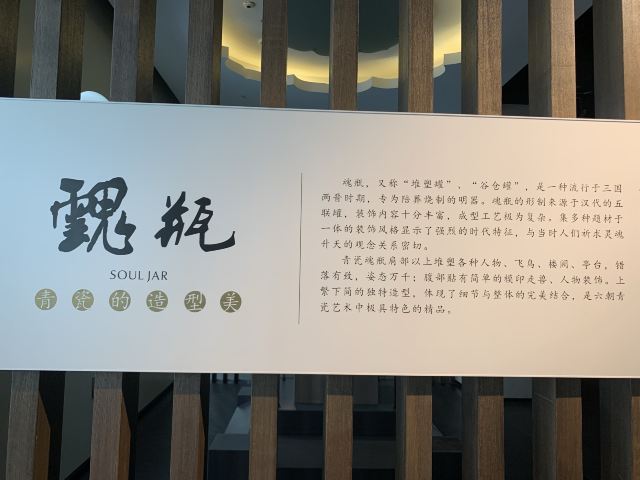 魂瓶
SOUL JAR
青瓷的造型美
魂瓶，又称“堆塑罐”、“谷仓罐”，是一种流行于三国
两晋时期，专为陪葬烧制的明器。魂瓶的形制来源于汉代的五
联罐，装饰内容十分丰富，成型工艺极为复杂。集多种题材于
一体的装饰风格显示了强烈的时代特征，与当时人们祈求灵魂
升天的观念关系密切。
青瓷魂瓶肩部以上堆塑各种人物、飞鸟、楼阙、亭台，错
落有致，姿态万千；腹部贴有简单的模印走兽、人物装饰。上
繁下简的独特造型，体现了细节与整体的完美结合，是六朝青
瓷艺术中极具特色的精品。